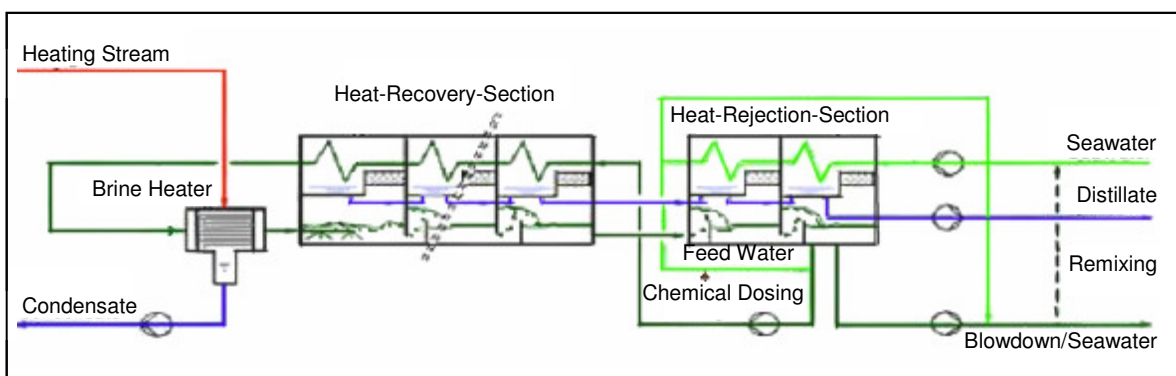 Heating Stream
Heat-Recovery-Section
Heat-Rejection-Section
Seawater
Brine Heater
Distillate
Feed Water
Remixing
Chemical Dosing
Condensate
Blowdown/Seawater